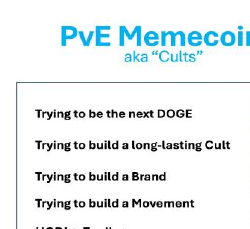 PvE Memecoin
aka “Cults”
Trying to be the next DOGE
Trying to build a long-lasting Cult
Trying to build a Brand
Trying to build a Movement